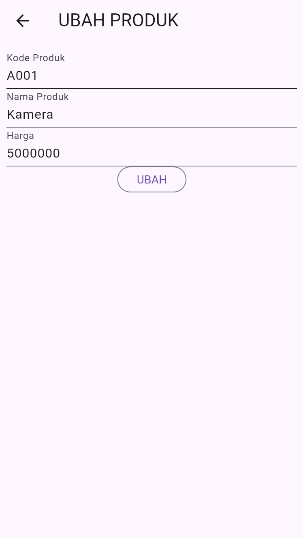 UBAH PRODUK
Kode Produk
A001
Nama Produk
Kamera
Harga
5000000
UBAH